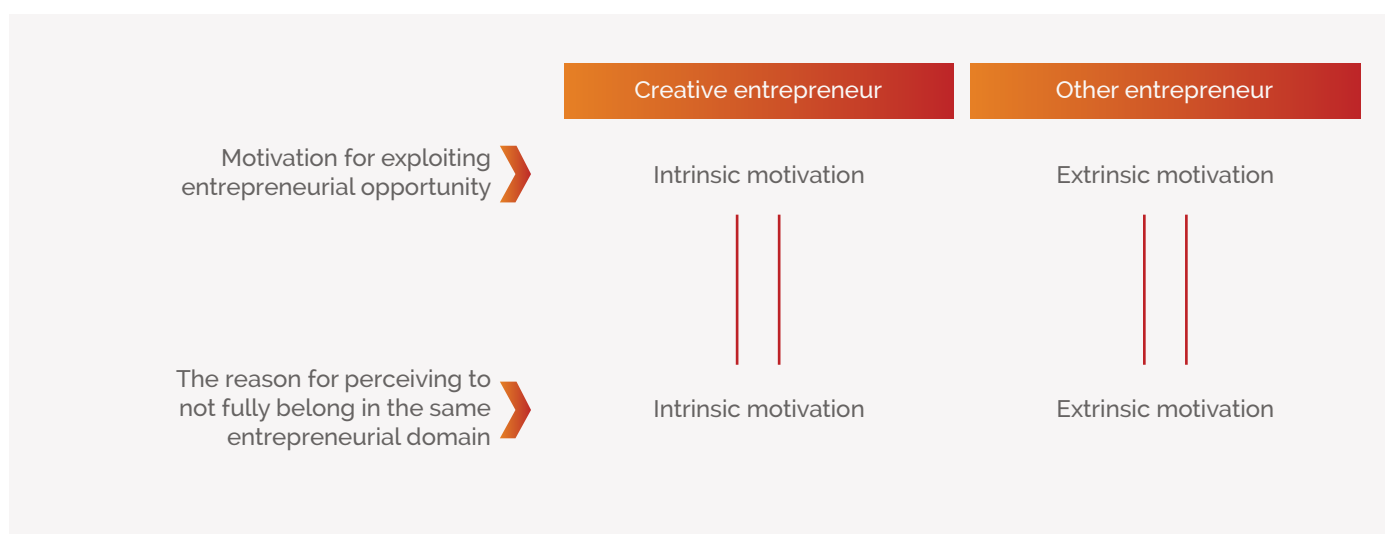 Creative entrepreneur
Other entrepreneur
Motivation for exploiting
entrepreneurial opportunity
Intrinsic motivation
Extrinsic motivation
The reason for perceiving to
not fully belong in the same
entrepreneurial domain
Intrinsic motivation
Extrinsic motivation